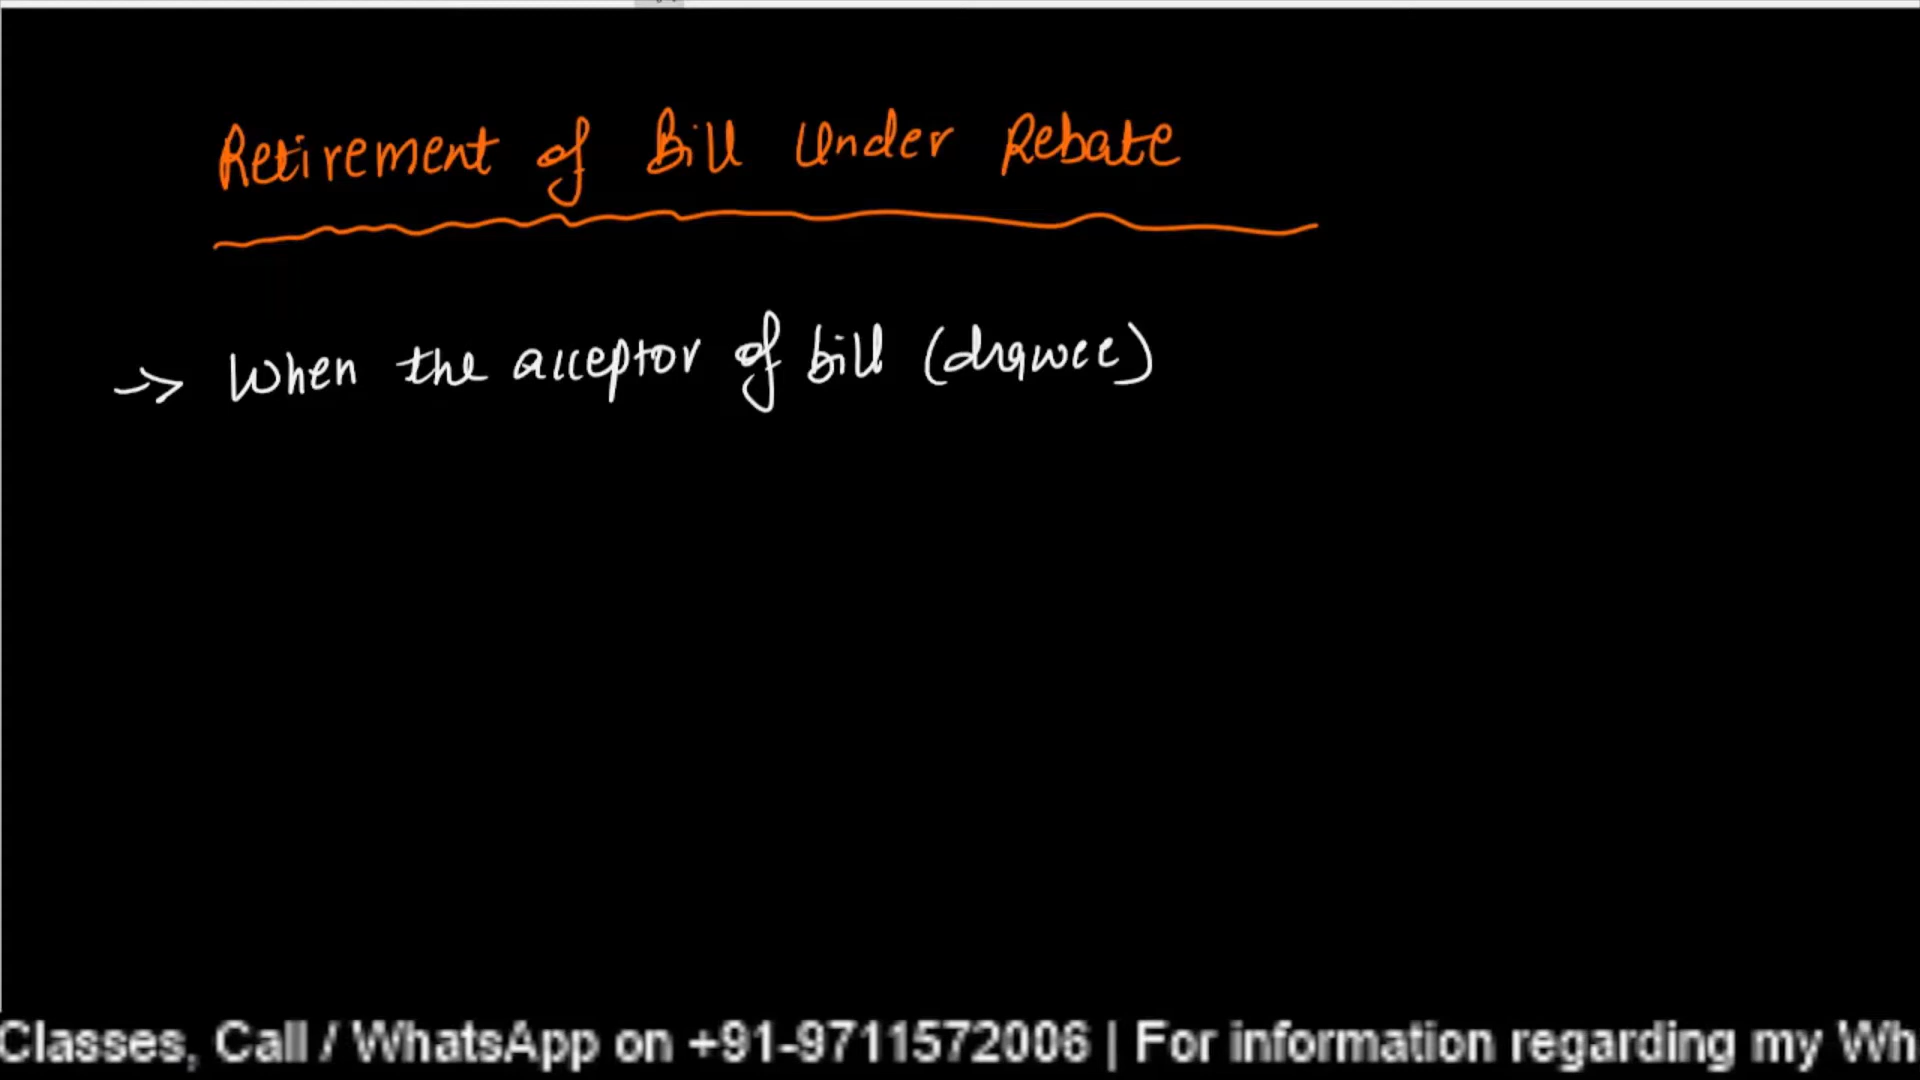 Retirement of Bill Under Rebate
->> When the acceptor of bill (drawee)
Classes, Call / WhatsApp on +91-9711572006 | For information regarding my Wh